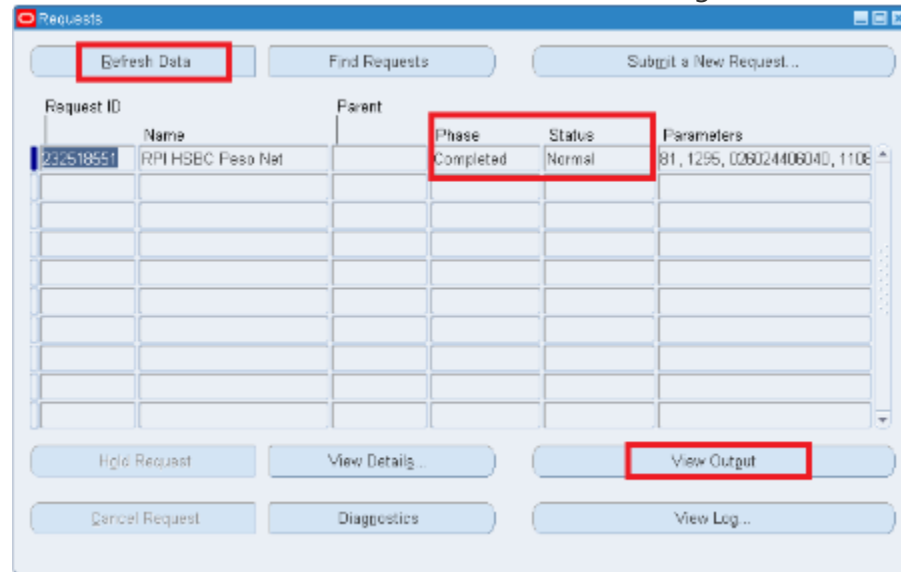 Requests
Refresh Data Find Requests Submit a New Request...
Request ID Parent
Name Phase Status Parameters
232518551 RPI HSBC Peso Net Completed Normal 81, 1295, 026024406040, 1108
Hold Request View Details... View Output
Cancel Request Diagnostics View Log...